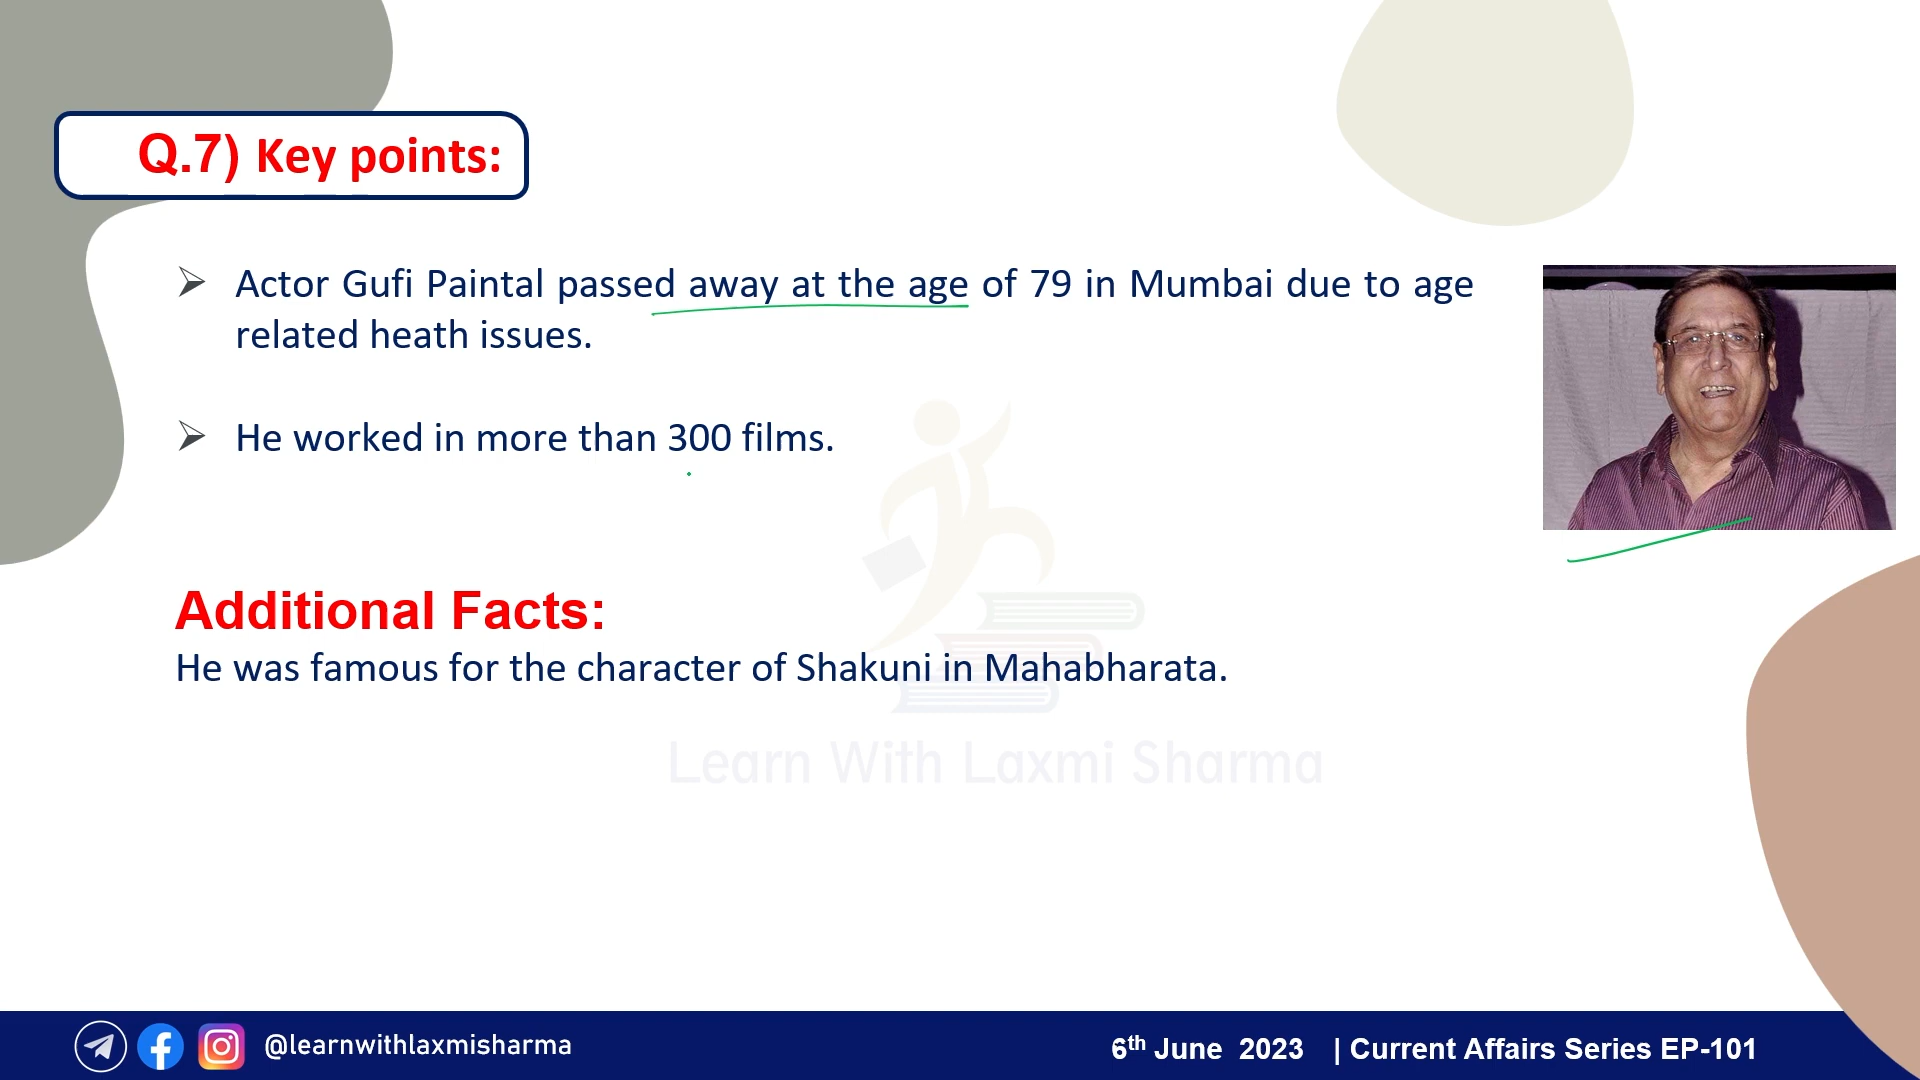 Q.7) Key points:
Actor Gufi Paintal passed away at the age of 79 in Mumbai due to age
related heath issues.
He worked in more than 300 films.
Additional Facts:
He was famous for the character of Shakuni in Mahabharata.
Learn With Laxmi Sharma
@learnwithlaxmisharma
6th June 2023 | Current Affairs Series EP-101